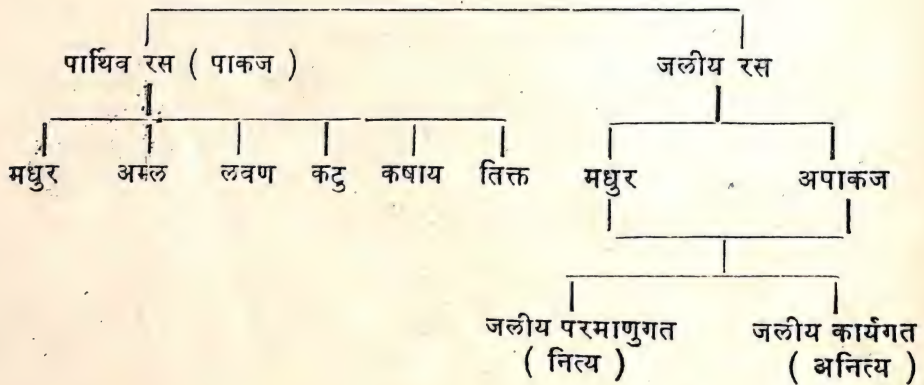 पार्थिव रस ( पाकज ) जलीय रस
मधुर अम्ल लवण कटु कषाय तिक्त मधुर अपाकज
जलीय परमाणुगत जलीय कार्यगत
( नित्य ) ( अनित्य )